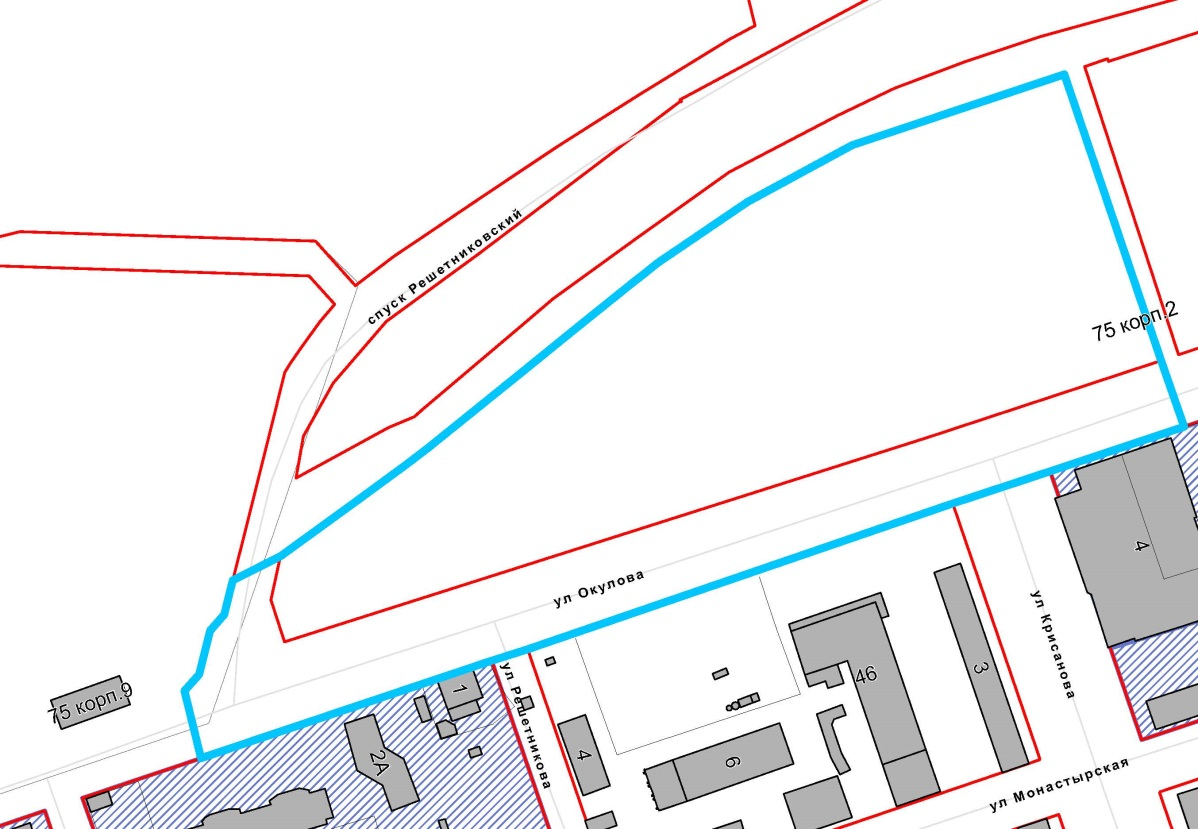 спуск Решетниковский
75 корп.2
ул Окулова
4
ул Крисанова
75 корп.9
1
ул Решетникова
46
3
2А
4
6
ул Монастырская